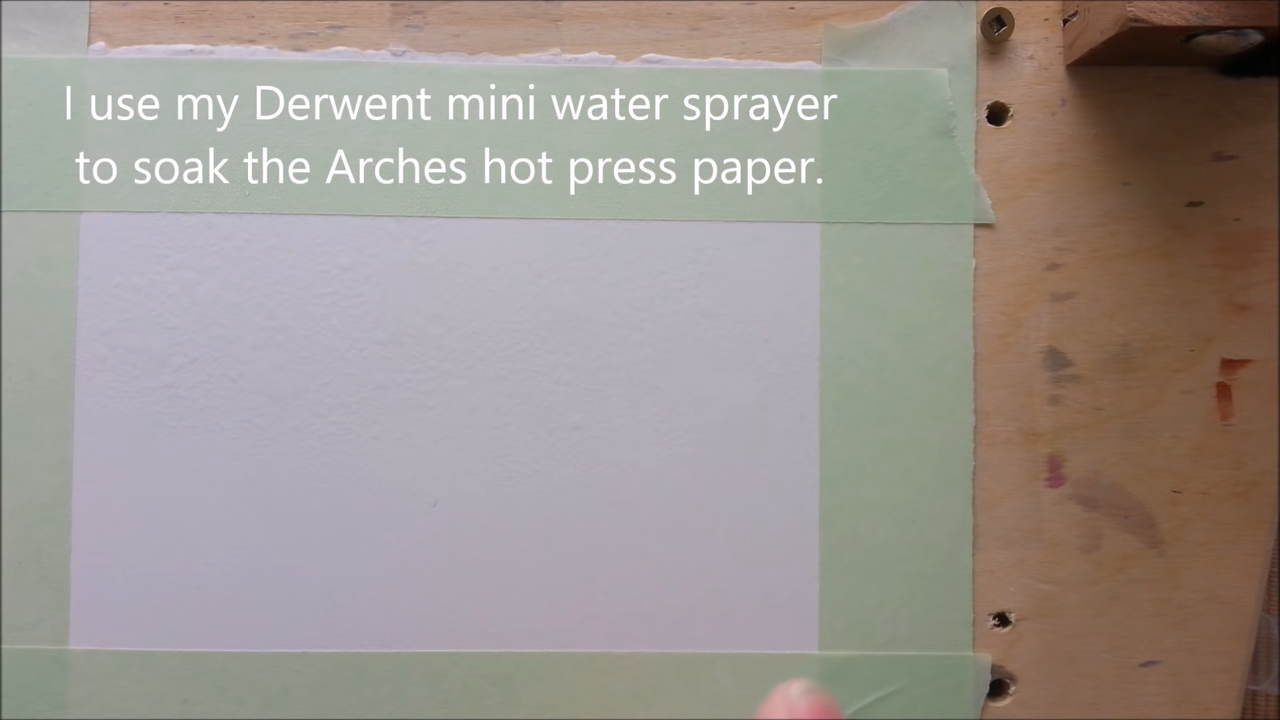 I use my Derwent mini water sprayer
to soak the Arches hot press paper.